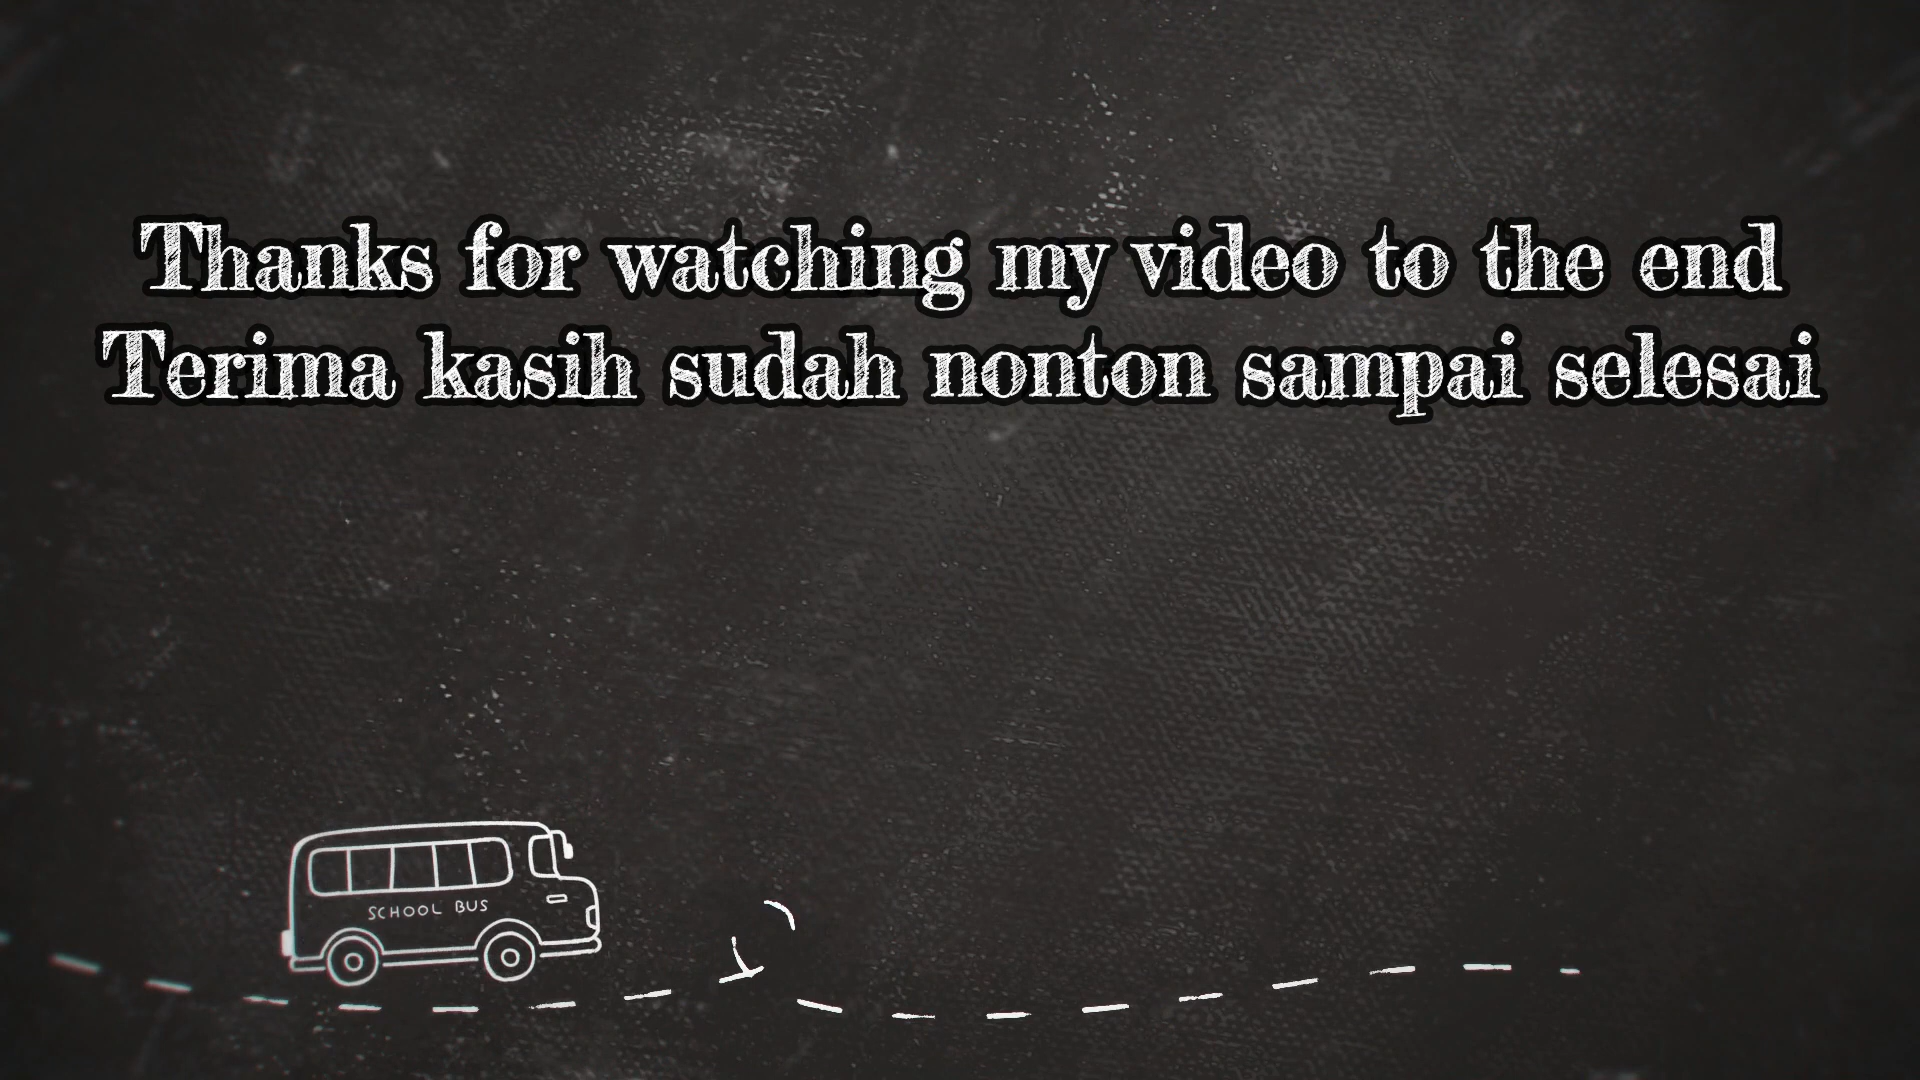 Thanks for watching my video to the end
Terima kasih sudah nonton sampai selesai
SCHOOL BUS